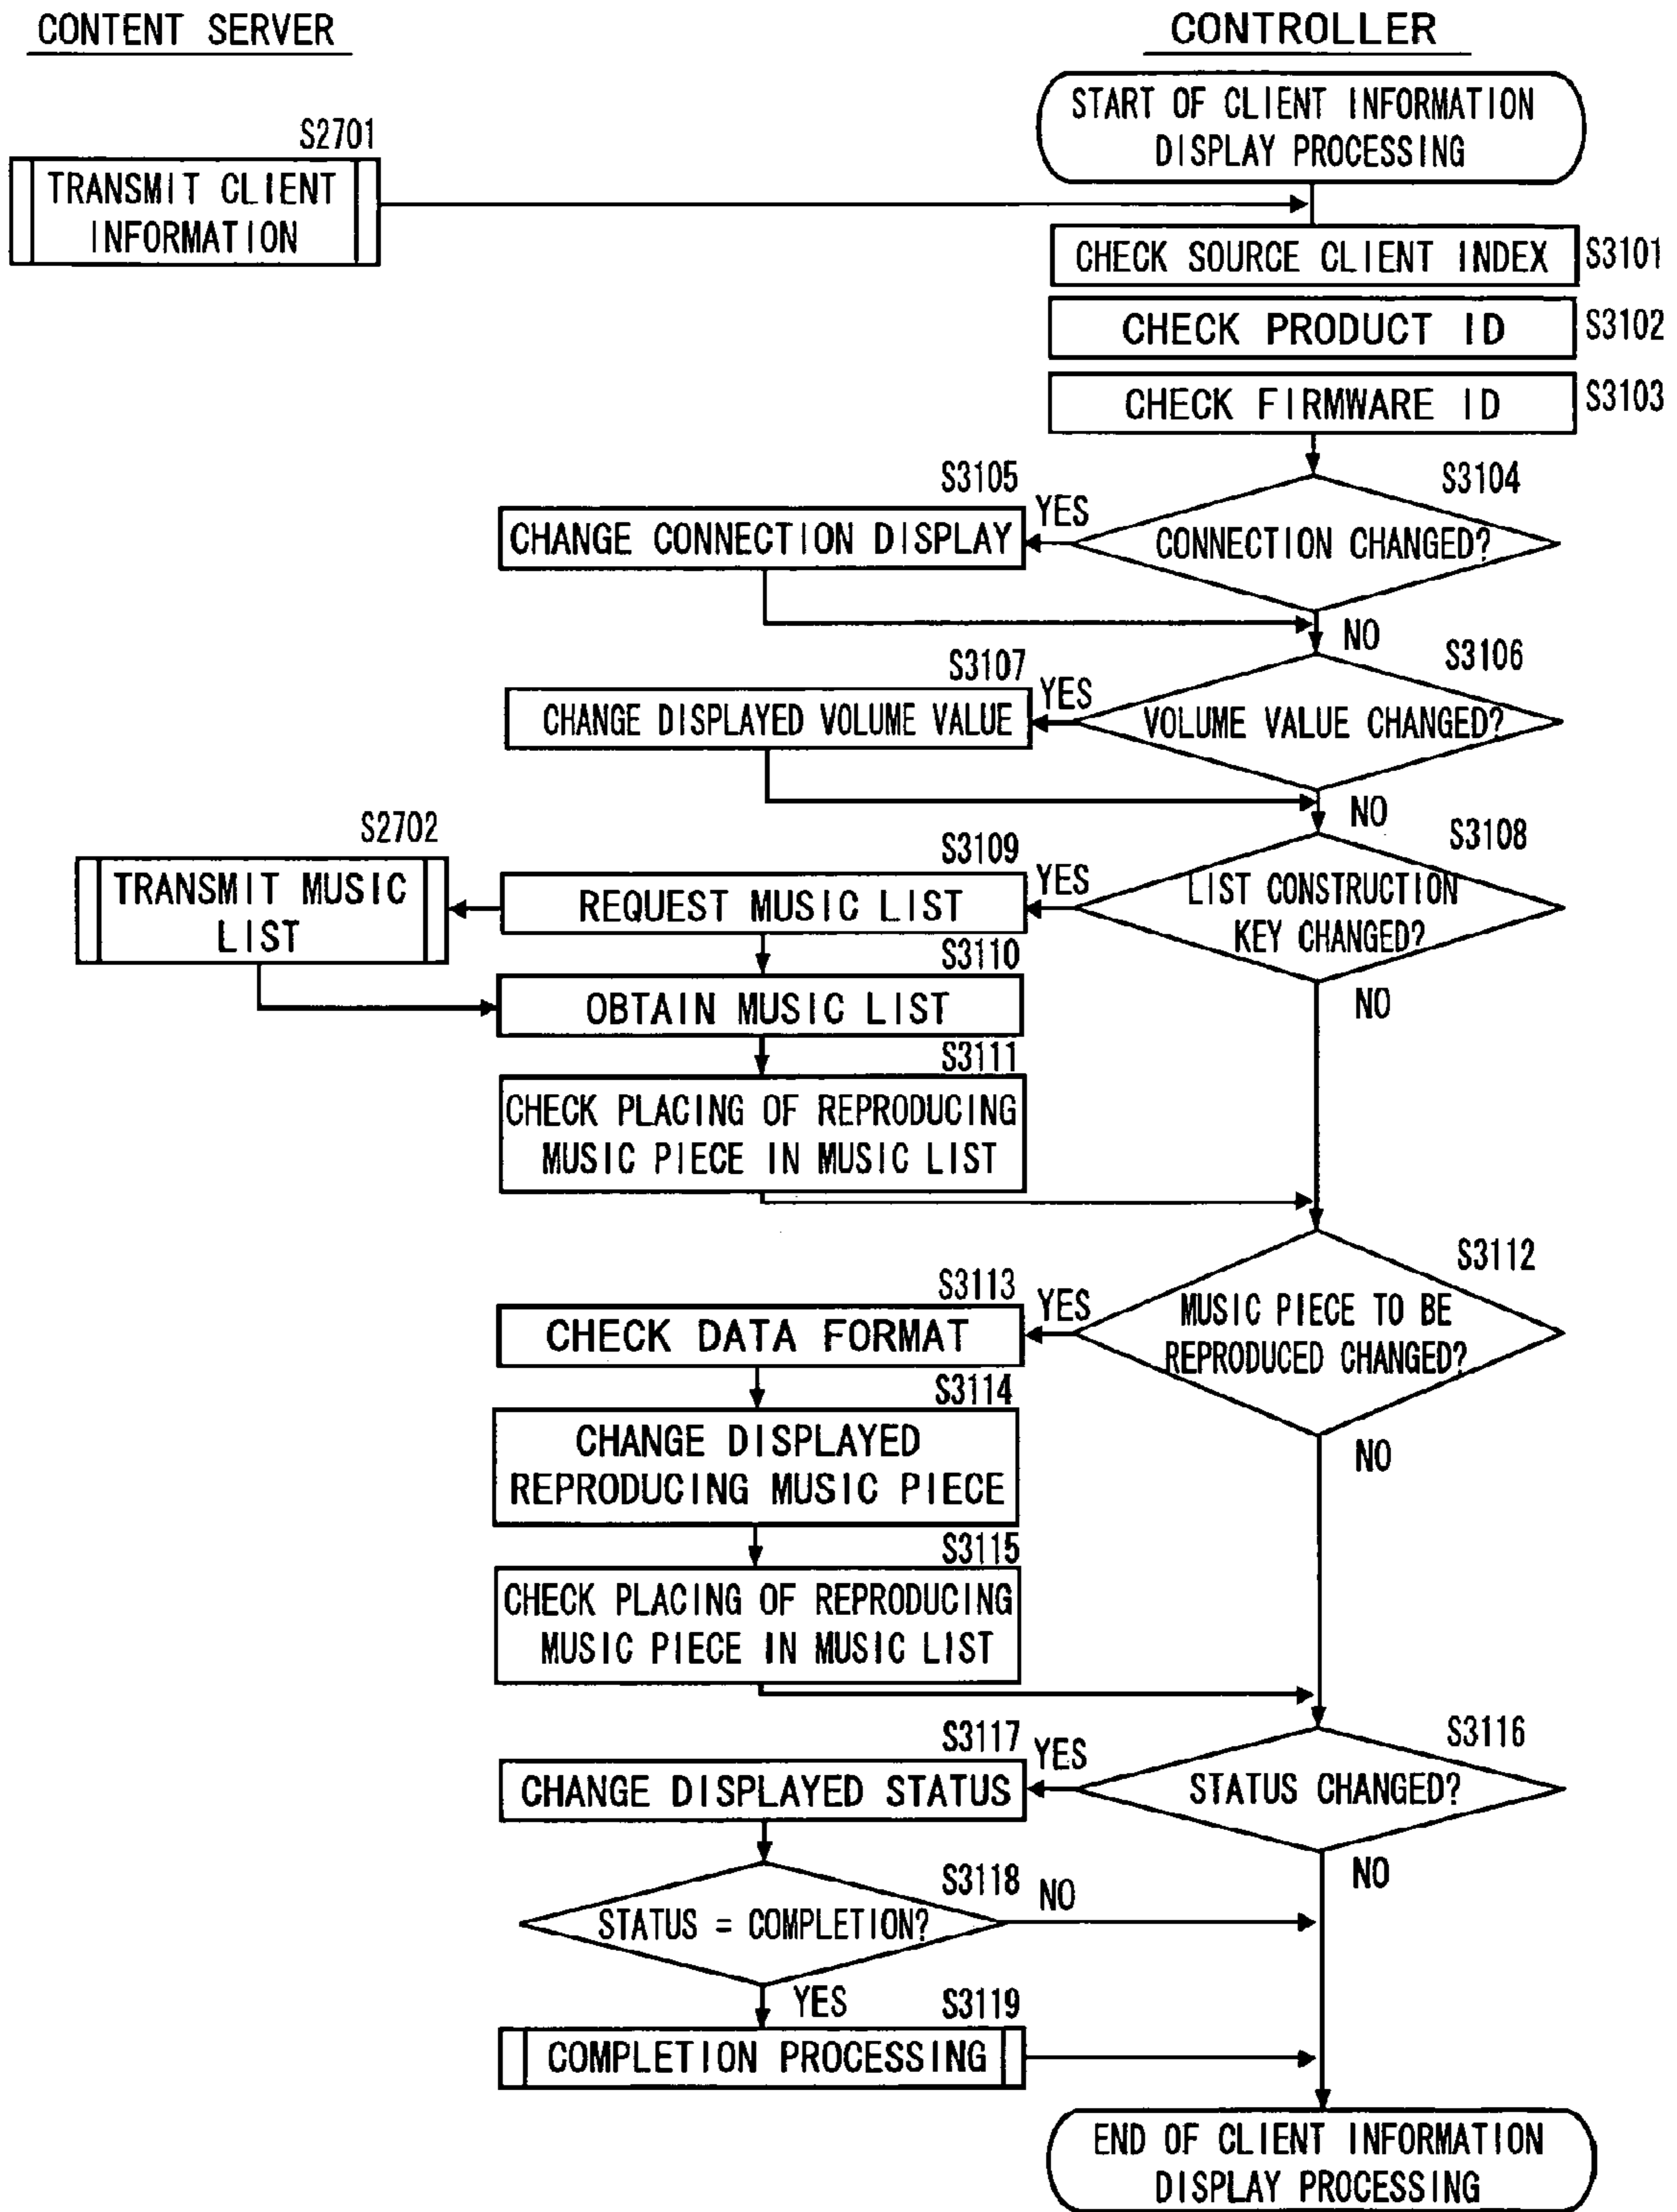 CONTENT SERVER
CONTROLLER
START OF CLIENT INFORMATION
DISPLAY PROCESSING
S2701
TRANSMIT CLIENT
INFORMATION
CHECK SOURCE CLIENT INDEX
S3101
CHECK PRODUCT ID
S3102
CHECK FIRMWARE ID
S3103
S3105
CHANGE CONNECTION DISPLAY
YES
S3104
CONNECTION CHANGED?
NO
S3107
CHANGE DISPLAYED VOLUME VALUE
YES
S3106
VOLUME VALUE CHANGED?
NO
S2702
TRANSMIT MUSIC
LIST
S3109
REQUEST MUSIC LIST
YES
S3108
LIST CONSTRUCTION
KEY CHANGED?
NO
S3110
OBTAIN MUSIC LIST
S3111
CHECK PLACING OF REPRODUCING
MUSIC PIECE IN MUSIC LIST
S3113
CHECK DATA FORMAT
YES
S3112
MUSIC PIECE TO BE
REPRODUCED CHANGED?
NO
S3114
CHANGE DISPLAYED
REPRODUCING MUSIC PIECE
S3115
CHECK PLACING OF REPRODUCING
MUSIC PIECE IN MUSIC LIST
S3117
CHANGE DISPLAYED STATUS
YES
S3116
STATUS CHANGED?
NO
S3118
STATUS = COMPLETION?
NO
YES
S3119
COMPLETION PROCESSING
END OF CLIENT INFORMATION
DISPLAY PROCESSING